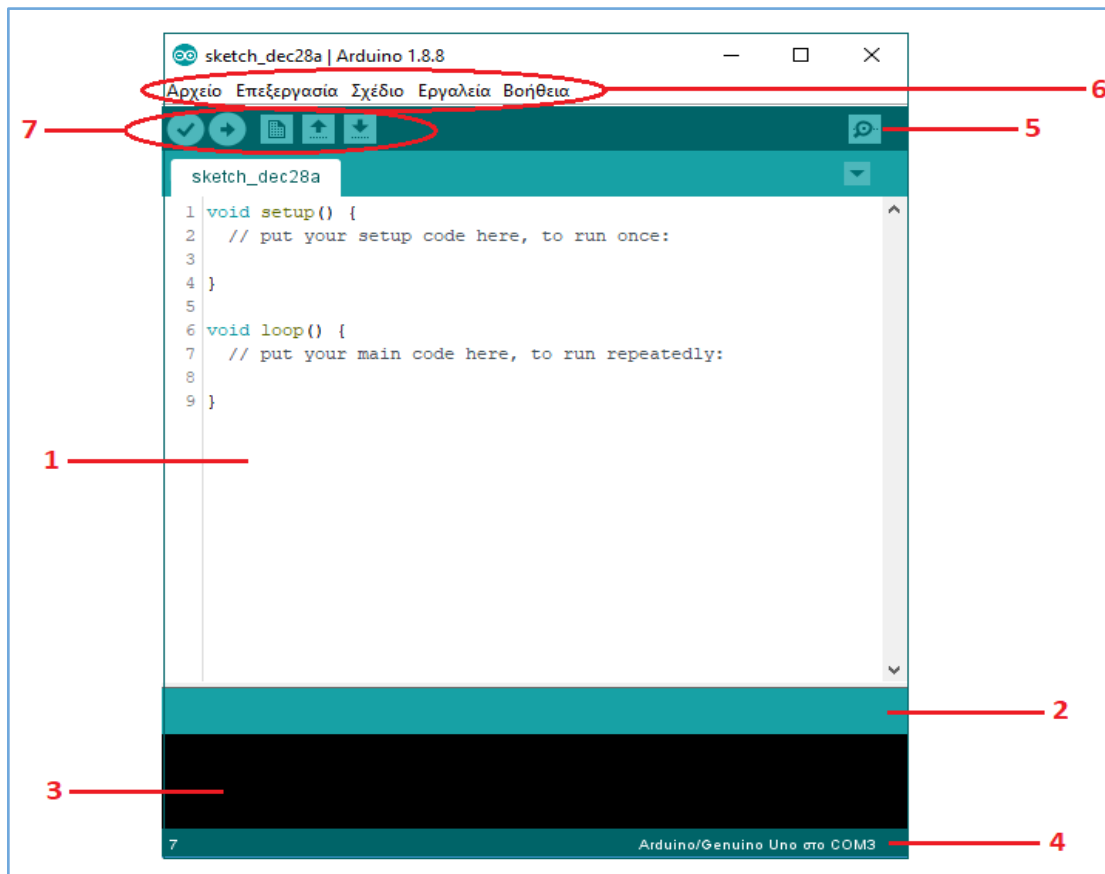 sketch_dec28a | Arduino 1.8.8
Αρχείο Επεξεργασία Σχέδιο Εργαλεία Βοήθεια
6
7
5
sketch_dec28a
1 void setup() {
2 // put your setup code here, to run once:
3
4 }
5
6 void loop() {
7 // put your main code here, to run repeatedly:
8
9 }
1
2
3
7 Arduino/Genuino Uno στο COM3
4